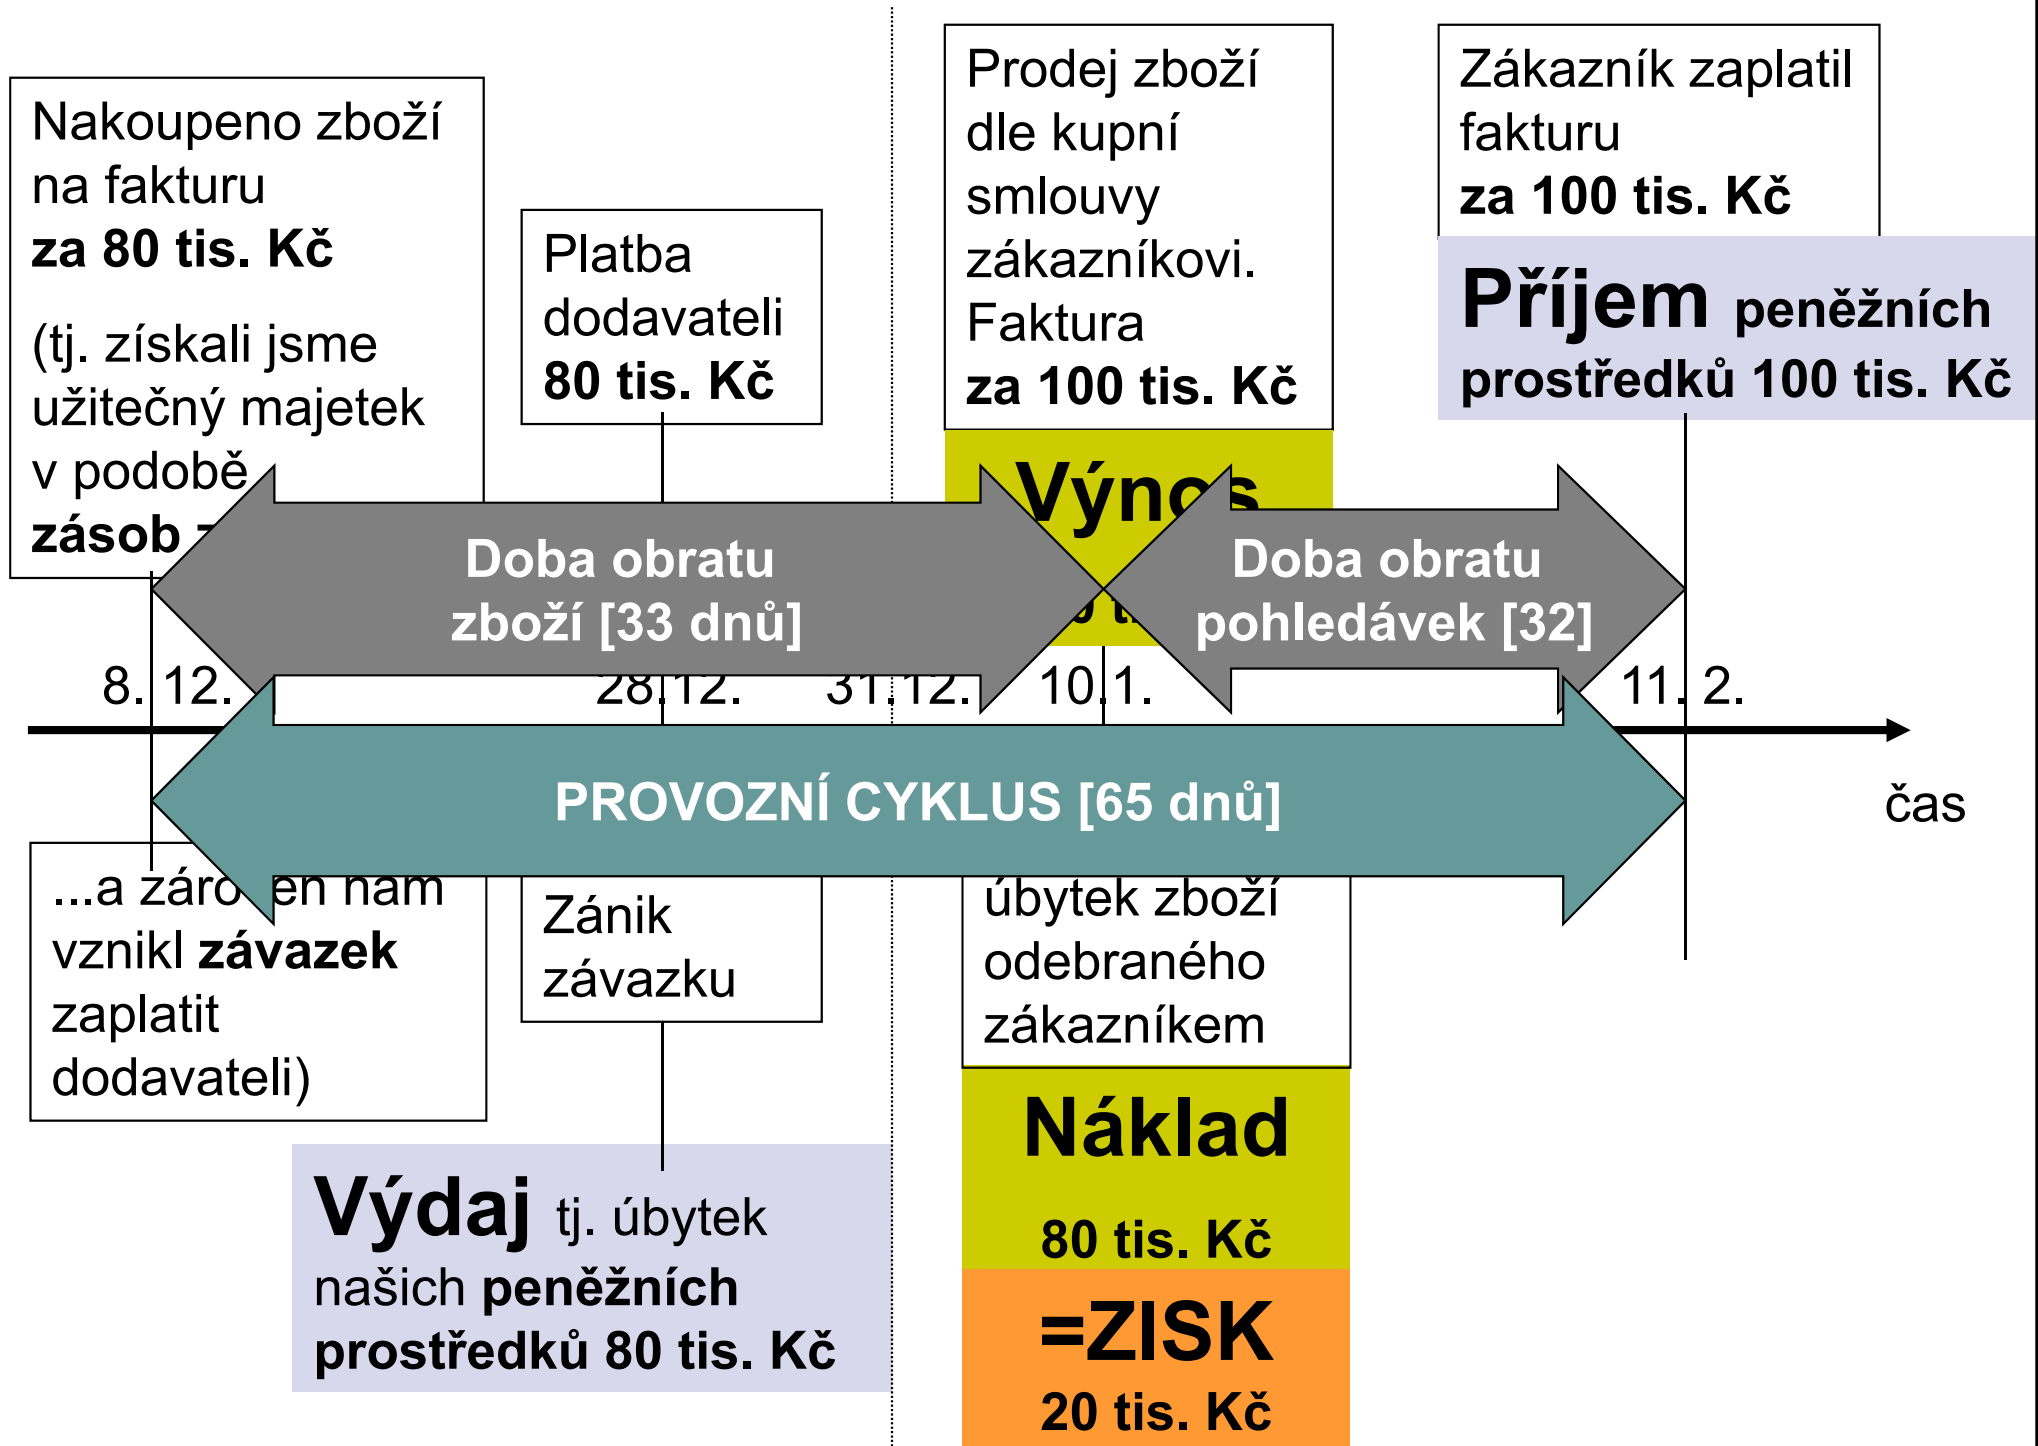 Nakoupeno zboží
na fakturu
za 80 tis. Kč
(tj. získali jsme
užitečný majetek
v podobě
zásob
Platba
dodavateli
80 tis. Kč
Prodej zboží
dle kupní
smlouvy
zákazníkovi.
Faktura
za 100 tis. Kč
Výnos
Zákazník zaplatil
fakturu
za 100 tis. Kč
Příjem peněžních
prostředků 100 tis. Kč
Doba obratu
zboží [33 dnů]
Doba obratu
pohledávek [32]
8. 12.
28.12.
31.12.
10.1.
11. 2.
PROVOZNÍ CYKLUS [65 dnů]
čas
...a zároveň nám
vznikl závazek
zaplatit
dodavateli)
Zánik
závazku
úbytek zboží
odebraného
zákazníkem
Náklad
80 tis. Kč
=ZISK
20 tis. Kč
Výdaj tj. úbytek
našich peněžních
prostředků 80 tis. Kč